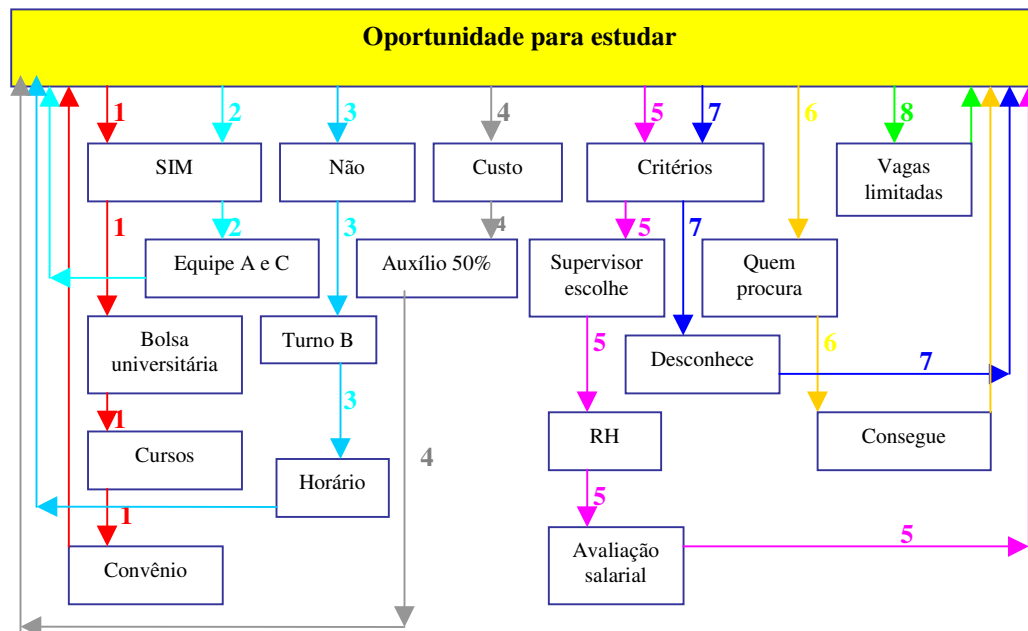 Oportunidade para estudar
1
2
3
4
5
7
6
8
SIM
Não
Custo
Critérios
Vagas
limitadas
1
2
3
4
5
7
Equipe A e C
Auxílio 50%
Supervisor
escolhe
Quem
procura
Bolsa
universitária
Turno B
5
Desconhece
6
7
1
3
Cursos
RH
Consegue
4
Horário
1
5
Convênio
Avaliação
salarial
5